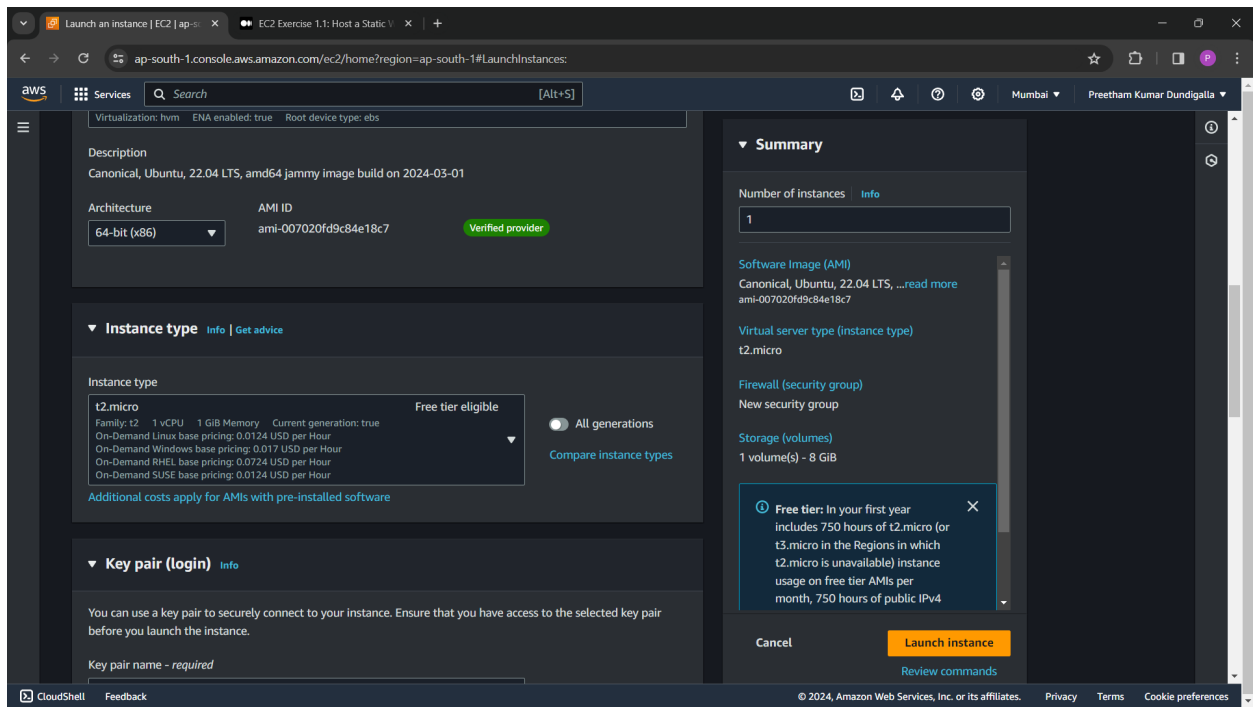 Launch an instance | EC2 | ap-s
EC2 Exercise 1.1: Host a Static
ap-south-1.console.aws.amazon.com/ec2/home?region=ap-south-1#LaunchInstances:
P
aws
Services
Search
[Alt+S]
Mumbai
Preetham Kumar Dundigalla
Virtualization: hvm ENA enabled: true Root device type: ebs
Description
Canonical, Ubuntu, 22.04 LTS, amd64 jammy image build on 2024-03-01
Architecture
AMI ID
64-bit (x86)
ami-007020fd9c84e18c7
Verified provider
Instance type Info | Get advice
Instance type
t2.micro
Free tier eligible
Family: t2 1 vCPU 1 GiB Memory Current generation: true
On-Demand Linux base pricing: 0.0124 USD per Hour
On-Demand Windows base pricing: 0.017 USD per Hour
On-Demand RHEL base pricing: 0.0724 USD per Hour
On-Demand SUSE base pricing: 0.0124 USD per Hour
All generations
Compare instance types
Additional costs apply for AMIs with pre-installed software
Key pair (login) Info
You can use a key pair to securely connect to your instance. Ensure that you have access to the selected key pair
before you launch the instance.
Key pair name - required
Summary
Number of instances Info
1
Software Image (AMI)
Canonical, Ubuntu, 22.04 LTS, ...read more
ami-007020fd9c84e18c7
Virtual server type (instance type)
t2.micro
Firewall (security group)
New security group
Storage (volumes)
1 volume(s) - 8 GiB
Free tier: In your first year
includes 750 hours of t2.micro (or
t3.micro in the Regions in which
t2.micro is unavailable) instance
usage on free tier AMIs per
month, 750 hours of public IPv4
Cancel
Launch instance
Review commands
CloudShell
Feedback
© 2024, Amazon Web Services, Inc. or its affiliates.
Privacy
Terms
Cookie preferences